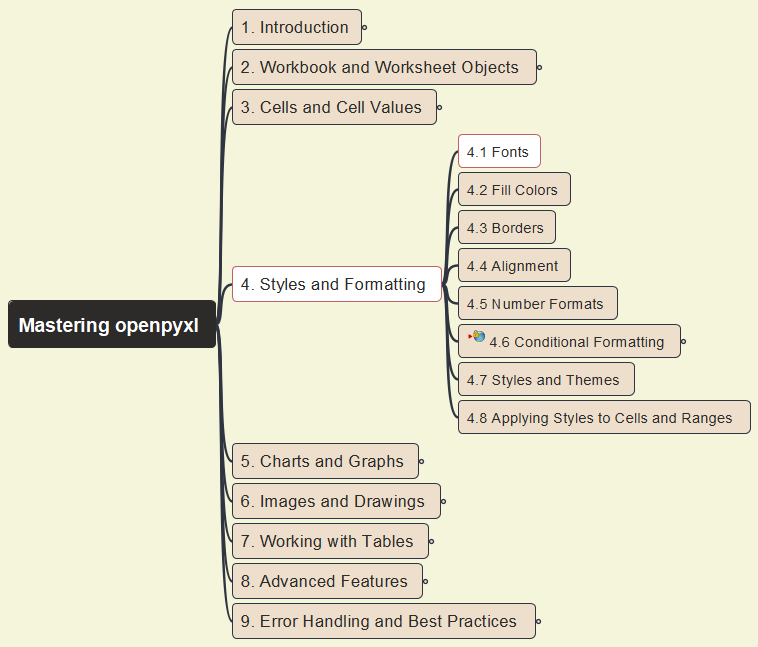 Mastering openpyxl
1. Introduction
2. Workbook and Worksheet Objects
3. Cells and Cell Values
4. Styles and Formatting
4.1 Fonts
4.2 Fill Colors
4.3 Borders
4.4 Alignment
4.5 Number Formats
4.6 Conditional Formatting
4.7 Styles and Themes
4.8 Applying Styles to Cells and Ranges
5. Charts and Graphs
6. Images and Drawings
7. Working with Tables
8. Advanced Features
9. Error Handling and Best Practices